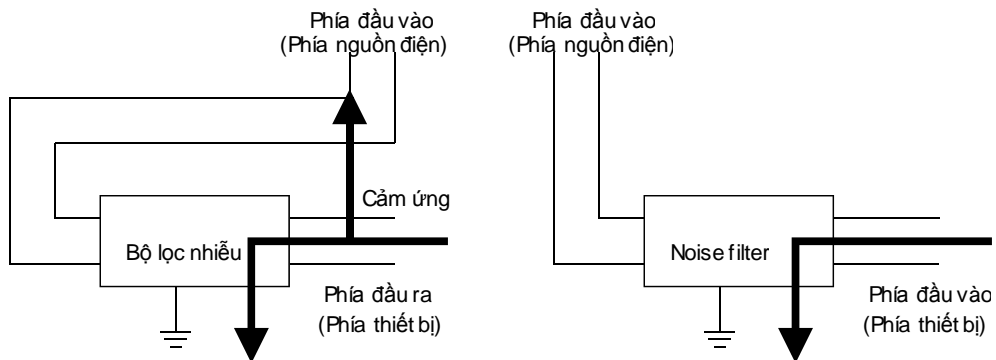 Phía đầu vào
(Phía nguồn điện)
Cảm ứng
Bộ lọc nhiễu
Phía đầu ra
(Phía thiết bị)
Phía đầu vào
(Phía nguồn điện)
Noise filter
Phía đầu vào
(Phía thiết bị)